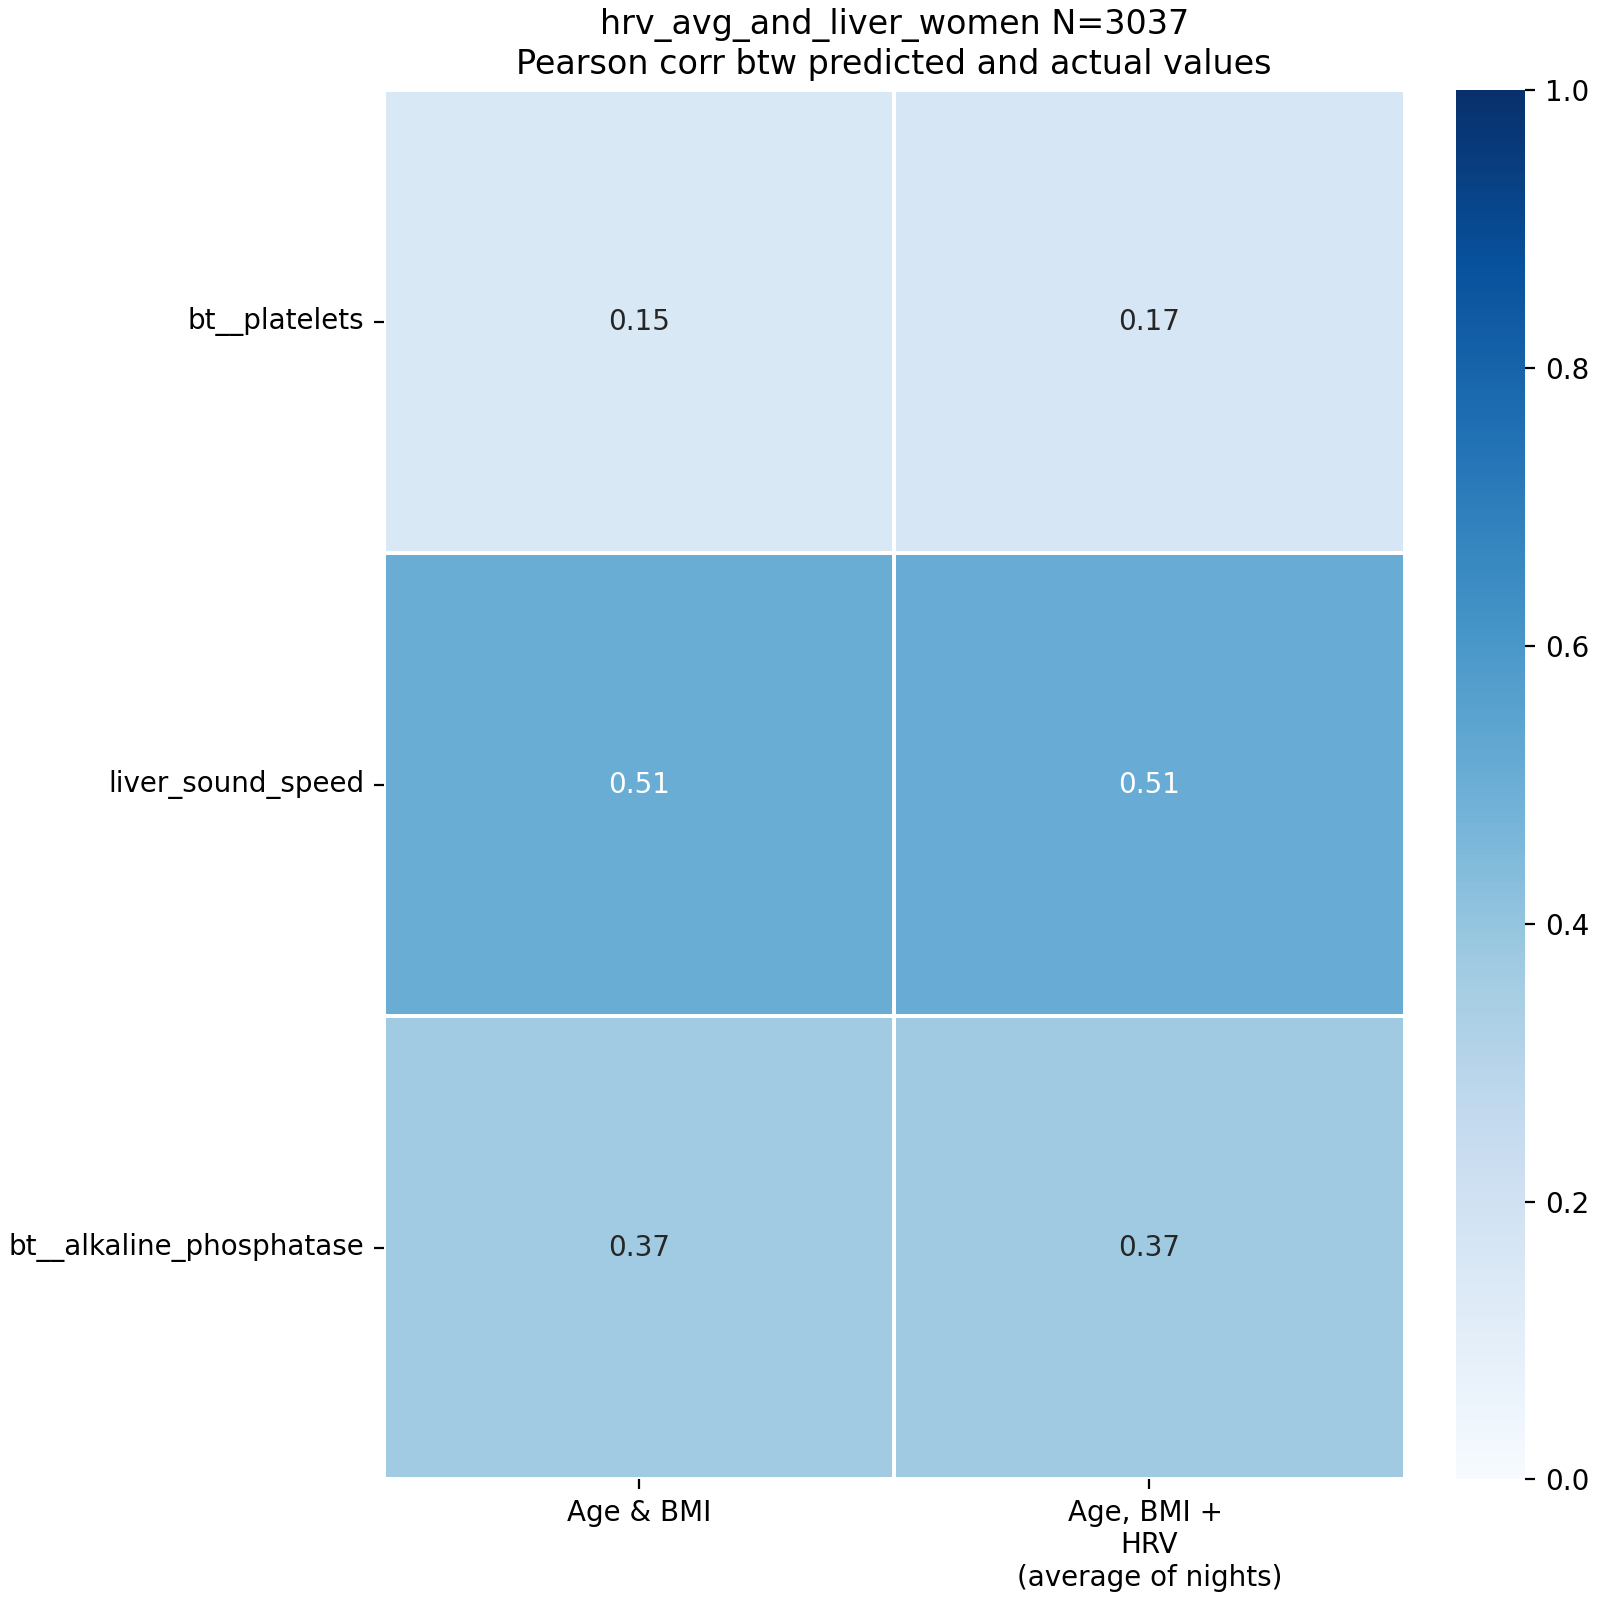 hrv_avg_and_liver_women N=3037
Pearson corr btw predicted and actual values
bt__platelets
0.15
0.17
liver_sound_speed
0.51
0.51
bt__alkaline_phosphatase
0.37
0.37
Age & BMI
Age, BMI +
HRV
(average of nights)
1.0
0.8
0.6
0.4
0.2
0.0